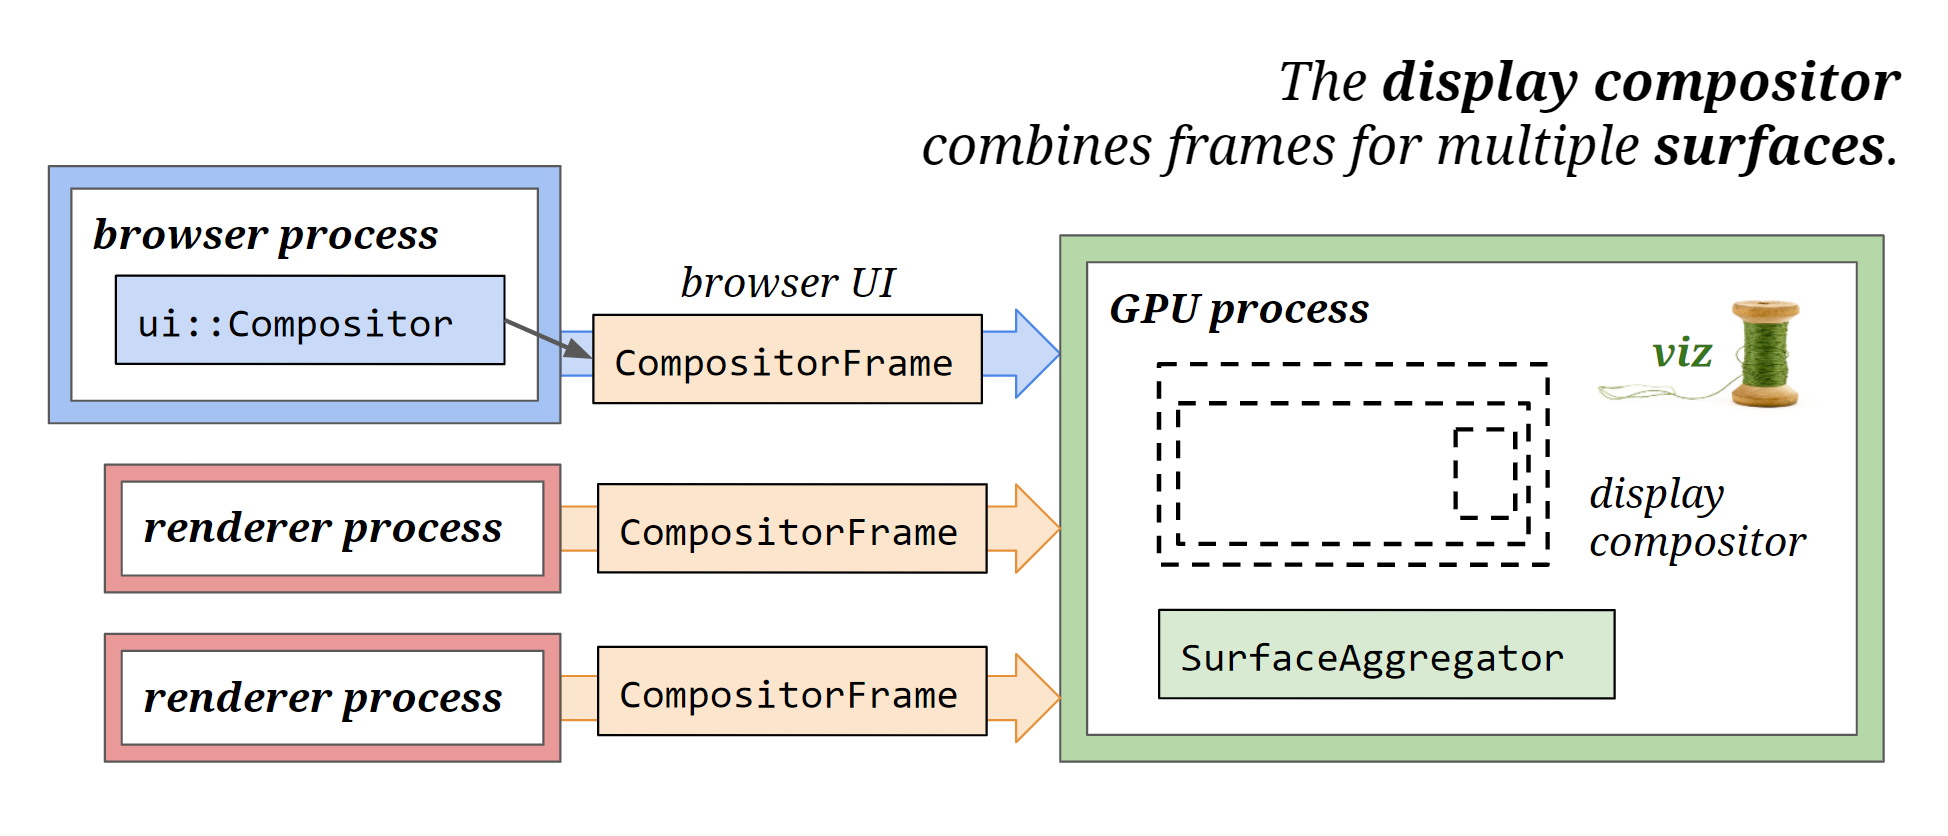 The display compositor
combines frames for multiple surfaces.
browser process
ui::Compositor
browser UI
CompositorFrame
renderer process
CompositorFrame
renderer process
CompositorFrame
GPU process
viz
display
compositor
SurfaceAggregator